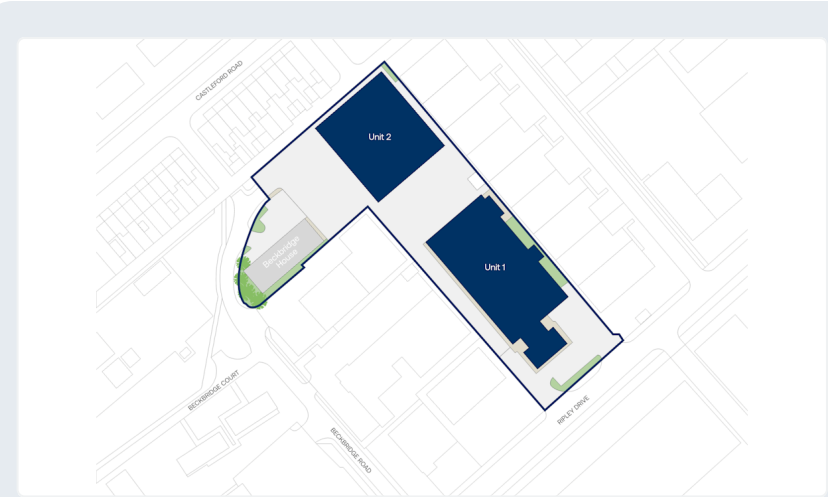 CASTLEFORD ROAD
Unit 2
Beckbridge
House
Unit 1
BECKBRIDGE COURT
RIPLEY DRIVE
BECKBRIDGE ROAD